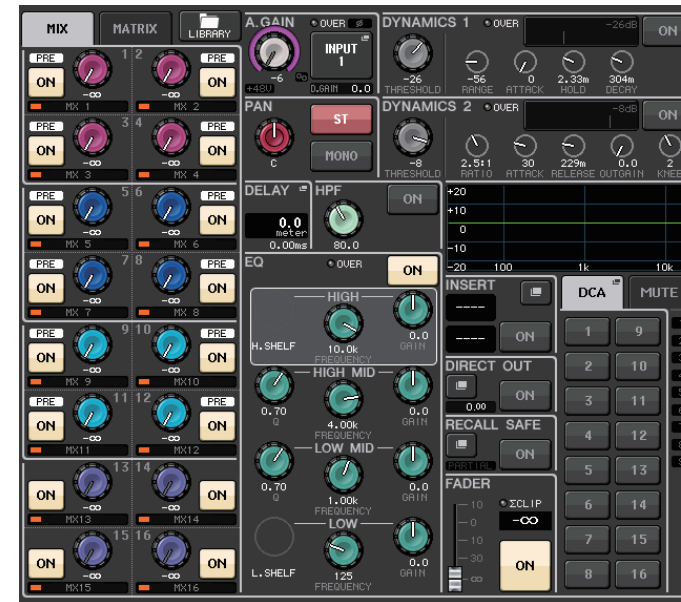 MIX MATRIX LIBRARY
PRE 1 2 PRE
ON ON
-∞ -∞
MX 1 MX 2
PRE 3 4 PRE
ON ON
-∞ -∞
MX 3 MX 4
PRE 5 6 PRE
ON ON
-∞ -∞
MX 5 MX 6
PRE 7 8 PRE
ON ON
-∞ -∞
MX 7 MX 8
PRE 9 10 PRE
ON ON
-∞ -∞
MX 9 MX10
PRE 11 12 PRE
ON ON
-∞ -∞
MX11 MX12
13 14
ON ON
-∞ -∞
MX13 MX14
15 16
ON ON
-∞ -∞
MX15 MX16
A.GAIN OVER ø
INPUT
1
-6
+48V D.GAIN 0.0
PAN
ST
MONO
C
DELAY
0.0
meter
0.00ms
HPF
ON
80.0
EQ OVER ON
HIGH
H.SHELF 10.0k 0.0
FREQUENCY GAIN
HIGH MID
0.70 4.00k 0.0
Q FREQUENCY GAIN
LOW MID
0.70 1.00k 0.0
Q FREQUENCY GAIN
LOW
L.SHELF 125 0.0
FREQUENCY GAIN
DYNAMICS 1 OVER -26dB ON
-26 -56 0 2.33m 304m
THRESHOLD RANGE ATTACK HOLD DECAY
DYNAMICS 2 OVER -8dB ON
-8 2.5:1 30 229m 0.0 2
THRESHOLD RATIO ATTACK RELEASE OUTGAIN KNEE
+20
+10
0
-10
-20 100 1k 10k
INSERT
----
---- ON
DIRECT OUT
0.00 ON
RECALL SAFE
PARTIAL ON
FADER
10
0
10
30
∞
ΣCLIP
-∞
ON
DCA MUTE
1 9
2 10
3 11
4 12
5 13
6 14
7 15
8 16